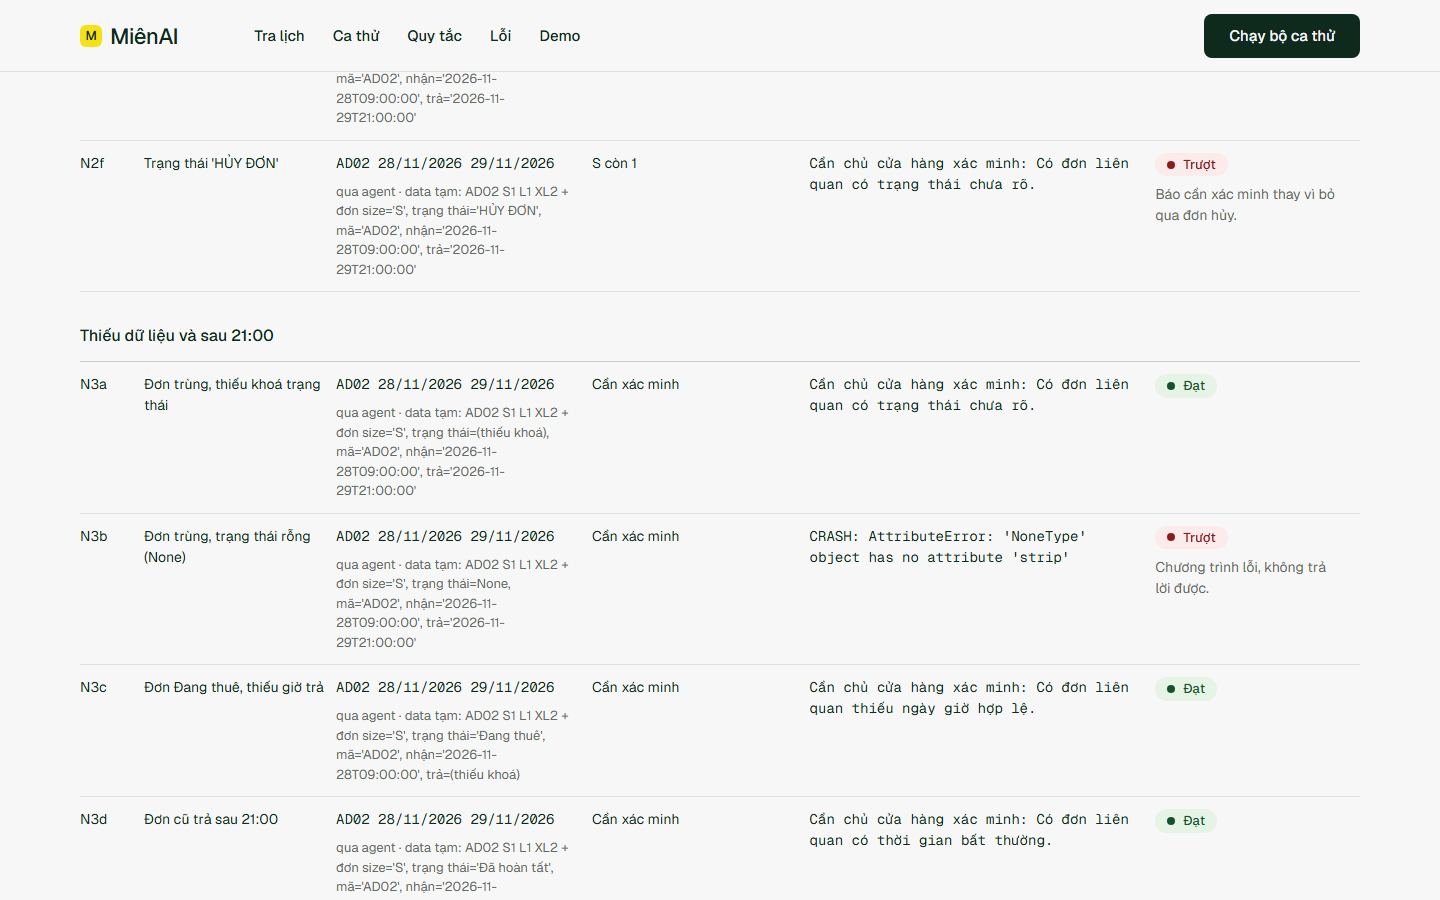 M MiênAI
Tra lịch
Ca thử
Quy tắc
Lỗi
Demo
Chạy bộ ca thử
mã='AD02', nhận='2026-11-
28T09:00:00', trả='2026-11-
29T21:00:00'
N2f
Trạng thái 'HỦY ĐƠN'
AD02 28/11/2026 29/11/2026
qua agent · data tạm: AD02 S1 L1 XL2 +
đơn size='S', trạng thái='HỦY ĐƠN',
mã='AD02', nhận='2026-11-
28T09:00:00', trả='2026-11-
29T21:00:00'
S còn 1
Cần chủ cửa hàng xác minh: Có đơn liên
quan có trạng thái chưa rõ.
Trượt
Báo cần xác minh thay vì bỏ
qua đơn hủy.
Thiếu dữ liệu và sau 21:00
N3a
Đơn trùng, thiếu khoá trạng
thái
AD02 28/11/2026 29/11/2026
qua agent · data tạm: AD02 S1 L1 XL2 +
đơn size='S', trạng thái=(thiếu khoá),
mã='AD02', nhận='2026-11-
28T09:00:00', trả='2026-11-
29T21:00:00'
Cần xác minh
Cần chủ cửa hàng xác minh: Có đơn liên
quan có trạng thái chưa rõ.
Đạt
N3b
Đơn trùng, trạng thái rỗng
(None)
AD02 28/11/2026 29/11/2026
qua agent · data tạm: AD02 S1 L1 XL2 +
đơn size='S', trạng thái=None,
mã='AD02', nhận='2026-11-
28T09:00:00', trả='2026-11-
29T21:00:00'
Cần xác minh
CRASH: AttributeError: 'NoneType'
object has no attribute 'strip'
Trượt
Chương trình lỗi, không trả
lời được.
N3c
Đơn Đang thuê, thiếu giờ trả
AD02 28/11/2026 29/11/2026
qua agent · data tạm: AD02 S1 L1 XL2 +
đơn size='S', trạng thái='Đang thuê',
mã='AD02', nhận='2026-11-
28T09:00:00', trả=(thiếu khoá)
Cần xác minh
Cần chủ cửa hàng xác minh: Có đơn liên
quan thiếu ngày giờ hợp lệ.
Đạt
N3d
Đơn cũ trả sau 21:00
AD02 28/11/2026 29/11/2026
qua agent · data tạm: AD02 S1 L1 XL2 +
đơn size='S', trạng thái='Đã hoàn tất',
mã='AD02', nhận='2026-11-
Cần xác minh
Cần chủ cửa hàng xác minh: Có đơn liên
quan có thời gian bất thường.
Đạt